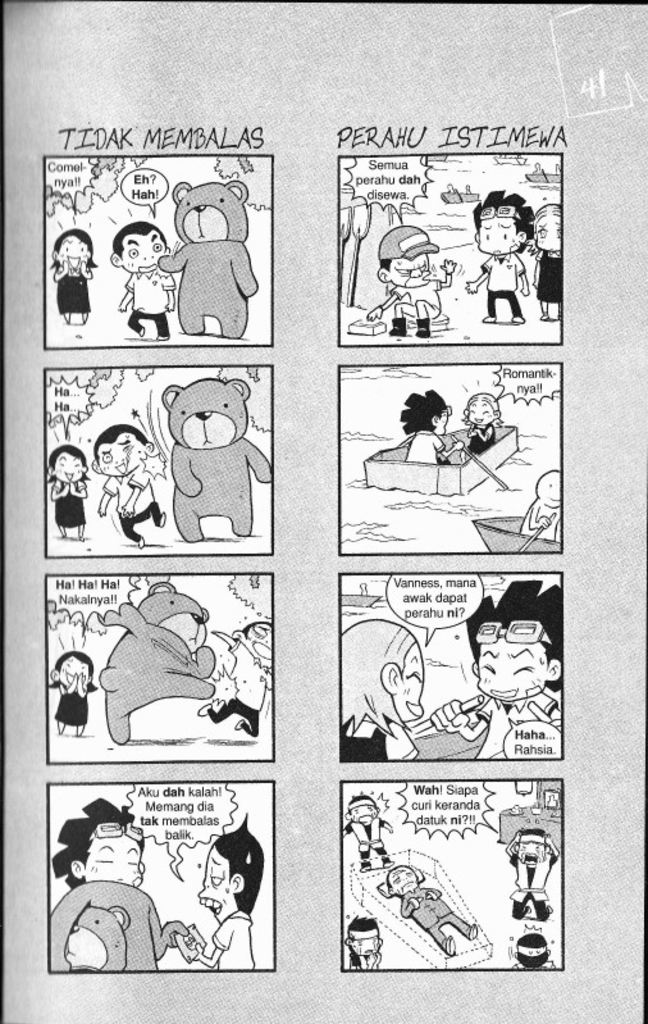 41
TIDAK MEMBALAS
Comel-
nya!!
Eh?
Hah!
Ha...
Ha...
Ha! Ha! Ha!
Nakalnya!!
Aku dah kalah!
Memang dia
tak membalas
balik.
PERAHU ISTIMEWA
Semua
perahu dah
disewa.
Romantik-
nya!!
Vanness, mana
awak dapat
perahu ni?
Haha...
Rahsia.
Wah! Siapa
curi keranda
datuk ni?!!